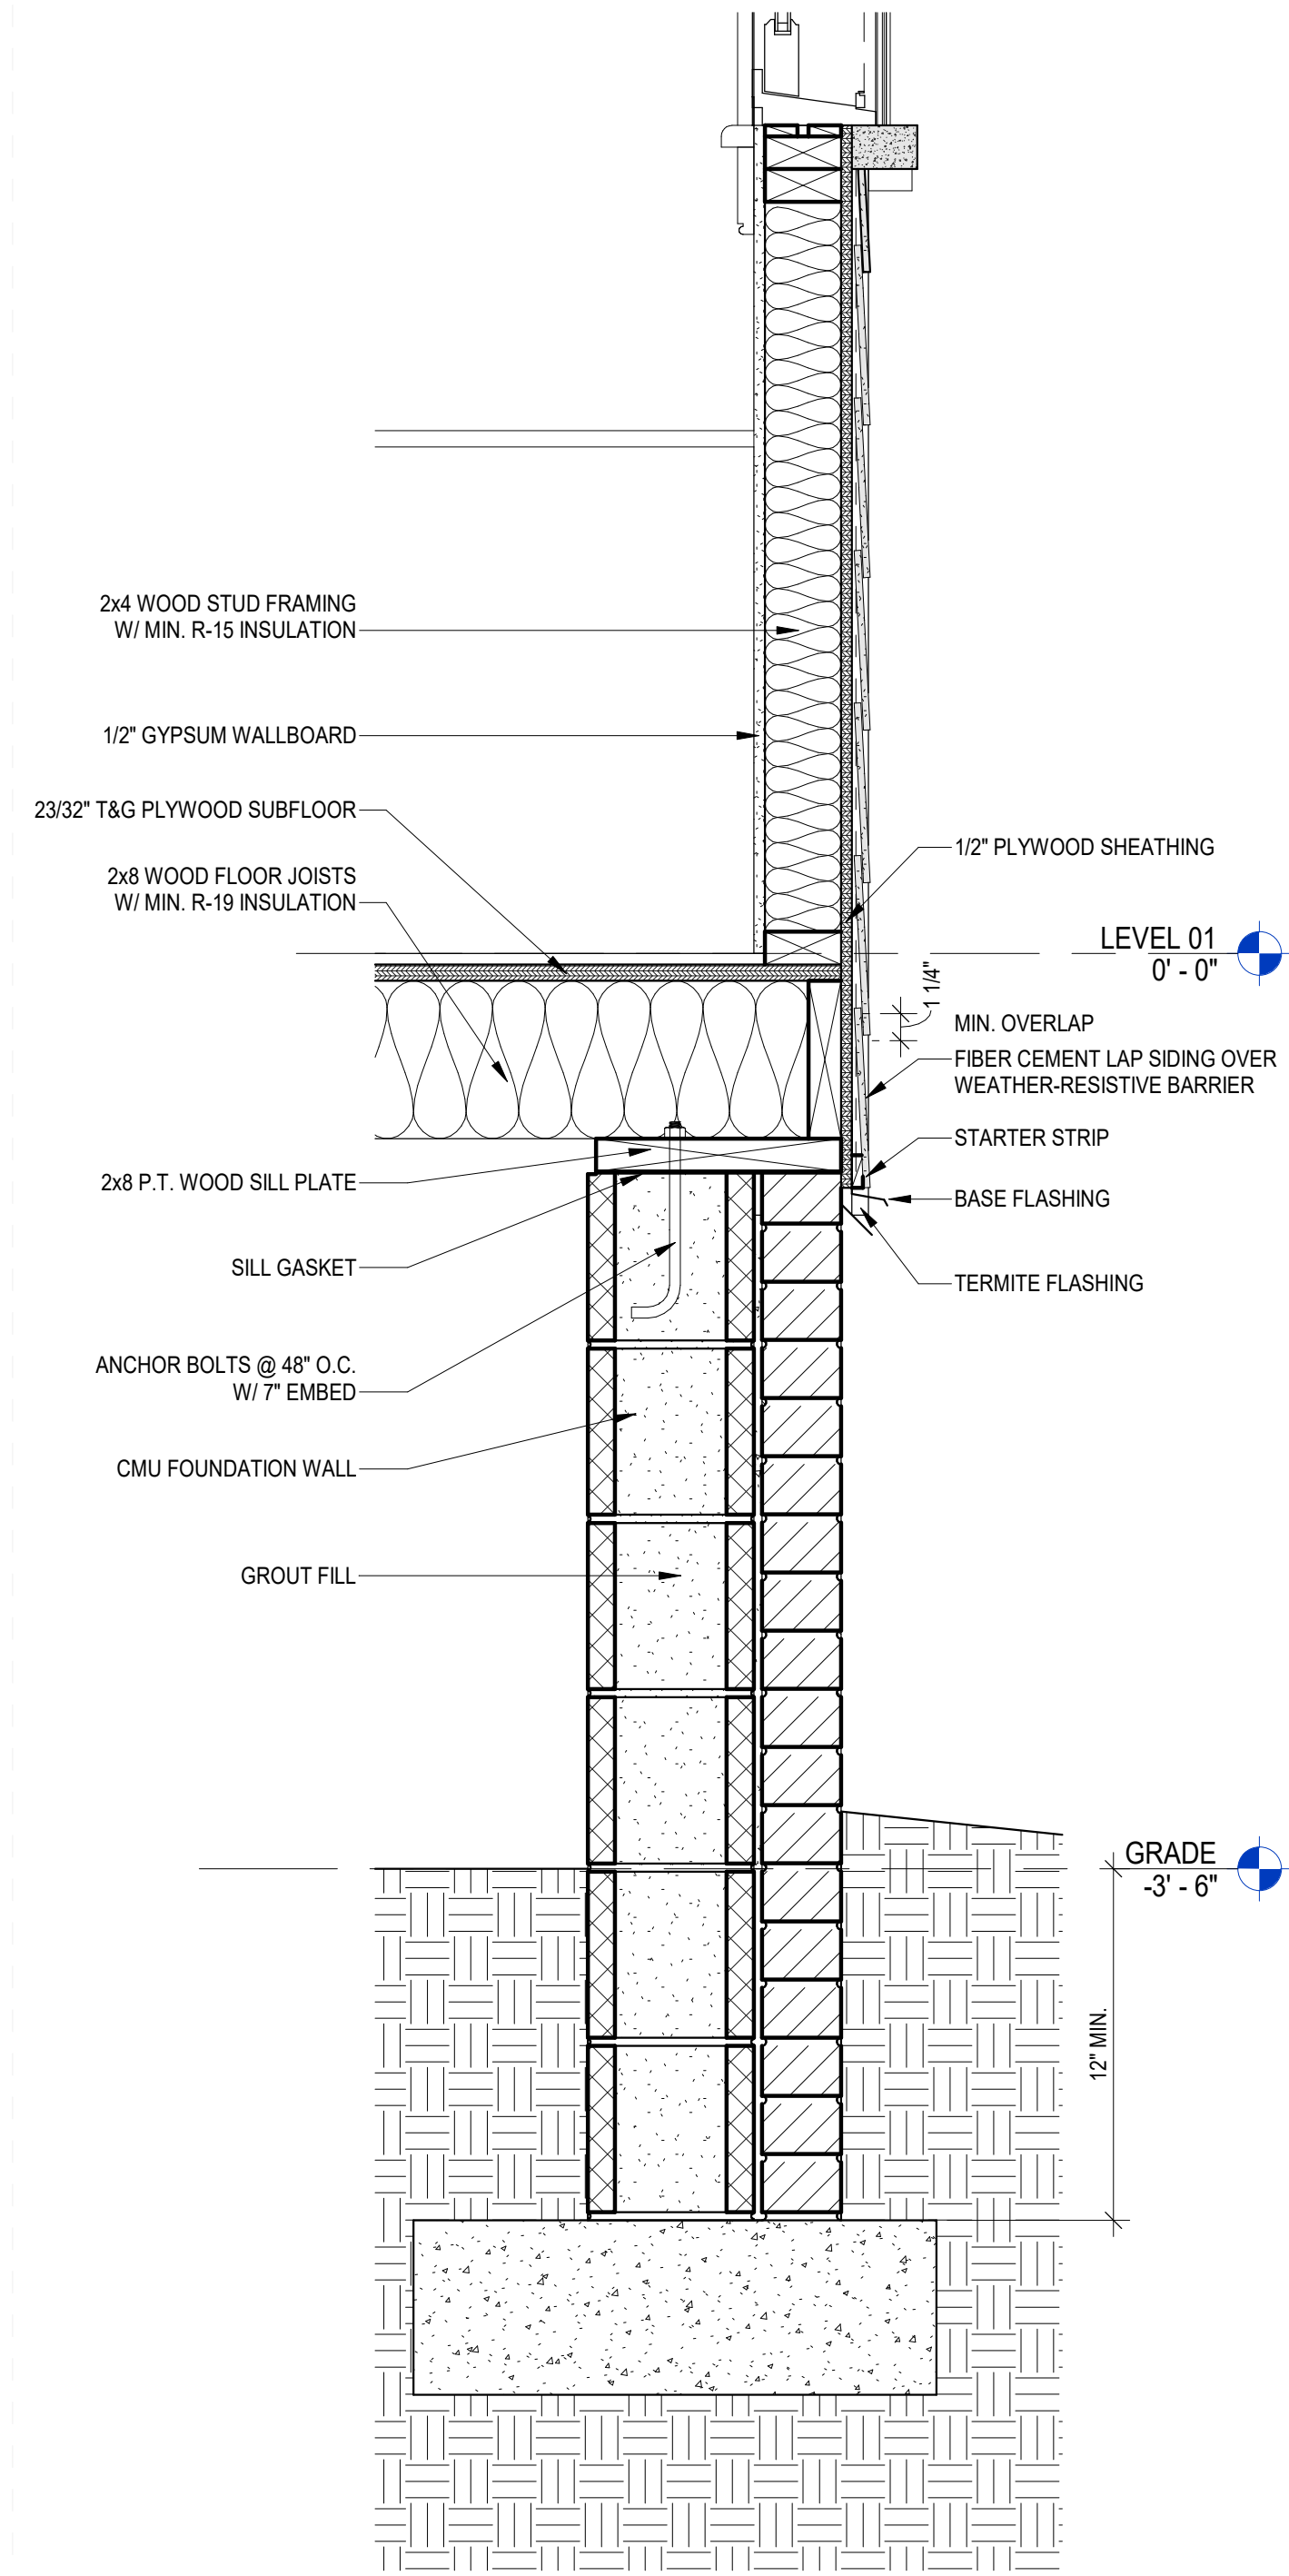 2x4 WOOD STUD FRAMING
W/ MIN. R-15 INSULATION
1/2" GYPSUM WALLBOARD
23/32" T&G PLYWOOD SUBFLOOR
2x8 WOOD FLOOR JOISTS
W/ MIN. R-19 INSULATION
1/2" PLYWOOD SHEATHING
LEVEL 01
0' - 0"
1 1/4"
MIN. OVERLAP
FIBER CEMENT LAP SIDING OVER
WEATHER-RESISTIVE BARRIER
STARTER STRIP
2x8 P.T. WOOD SILL PLATE
BASE FLASHING
SILL GASKET
TERMITE FLASHING
ANCHOR BOLTS @ 48" O.C.
W/ 7" EMBED
CMU FOUNDATION WALL
GROUT FILL
GRADE
-3' - 6"
12" MIN.